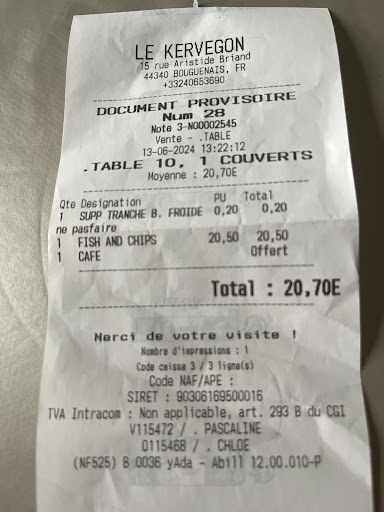 LE KERVEGON
15 rue Aristide Briand
44340 BOUGUENAIS, FR
+33240653690
DOCUMENT PROVISOIRE
Num 28
Note 3-N00002545
Vente - .TABLE
13-06-2024 13:22:12
.TABLE 10, 1 COUVERTS
Moyenne : 20,70E
Qte Designation PU Total
1 SUPP TRANCHE B. FROIDE 0,20 0,20
ne pasfaire
1 FISH AND CHIPS 20,50 20,50
1 CAFE Offert
Total : 20,70E
Merci de votre visite !
Nombre d'impressions : 1
Code caisse 3 / 3 ligne(s)
Code NAF/APE :
SIRET : 90306169500016
TVA Intracom : Non applicable, art. 293 B du CGI
V115472 / . PASCALINE
O115468 / . CHLOE
(NF525) B 0036 yAda - Abill 12.00.010-P